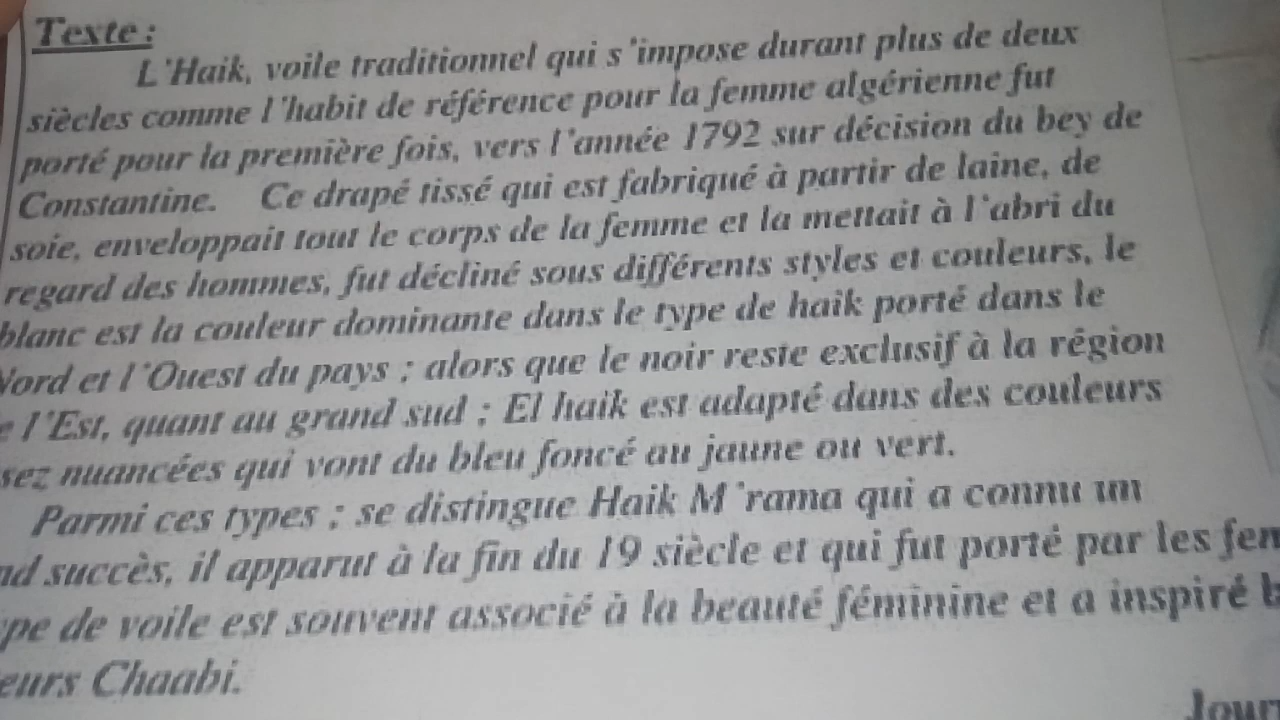 Texte :
L'Haik, voile traditionnel qui s'impose durant plus de deux
siècles comme l'habit de référence pour la femme algérienne fut
porté pour la première fois, vers l'année 1792 sur décision du bey de
Constantine. Ce drapé tissé qui est fabriqué à partir de laine, de
soie, enveloppait tout le corps de la femme et la mettait à l'abri du
regard des hommes, fut décliné sous différents styles et couleurs, le
blanc est la couleur dominante dans le type de haik porté dans le
Nord et l'Ouest du pays ; alors que le noir reste exclusif à la région
l'Est, quant au grand sud ; El haik est adapté dans des couleurs
nuancées qui vont du bleu foncé au jaune ou vert.
Parmi ces types ; se distingue Haik M'rama qui a connu un
succès, il apparut à la fin du 19 siècle et qui fut porté par les
de voile est souvent associé à la beauté féminine et a inspiré
Chaabi.